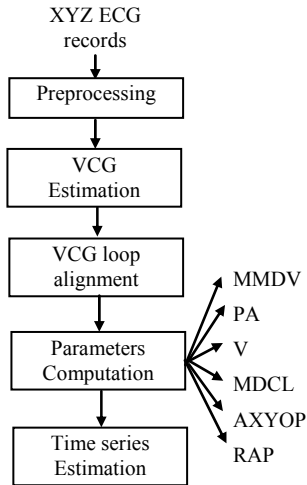 XYZ ECG
records
Preprocessing
VCG
Estimation
VCG loop
alignment
Parameters
Computation
MMDV
PA
V
MDCL
AXYOP
RAP
Time series
Estimation